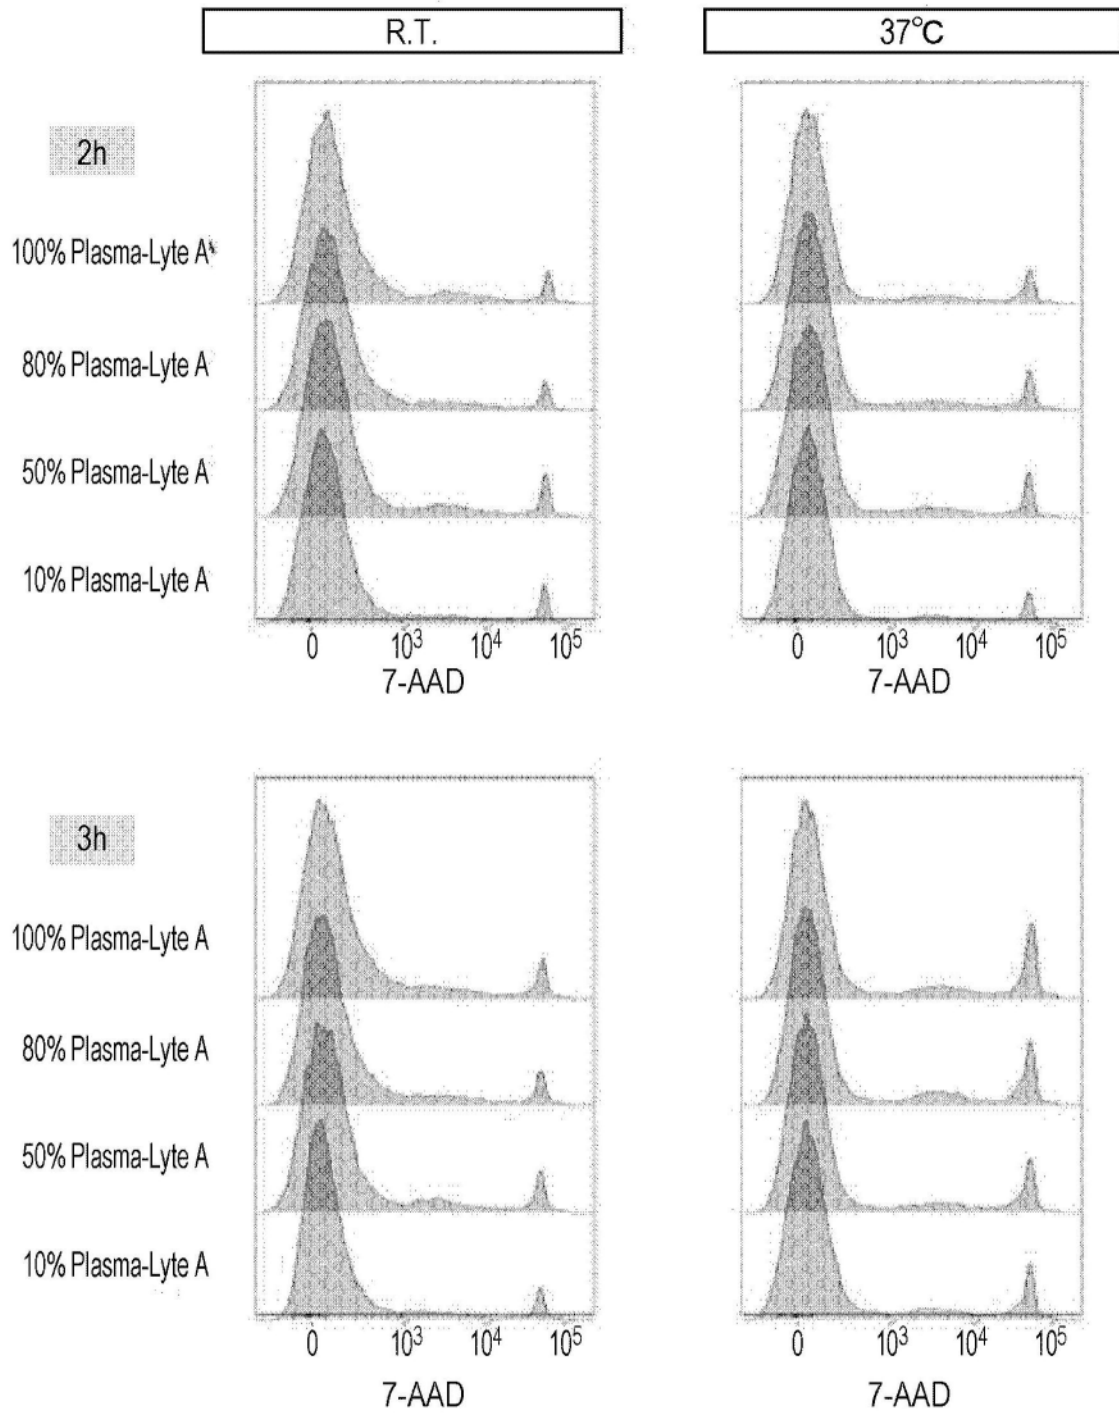 R.T.
37°C
2h
100% Plasma-Lyte A
80% Plasma-Lyte A
50% Plasma-Lyte A
10% Plasma-Lyte A
0 10³ 10⁴ 10⁵
0 10³ 10⁴ 10⁵
7-AAD
7-AAD
3h
100% Plasma-Lyte A
80% Plasma-Lyte A
50% Plasma-Lyte A
10% Plasma-Lyte A
0 10³ 10⁴ 10⁵
0 10³ 10⁴ 10⁵
7-AAD
7-AAD